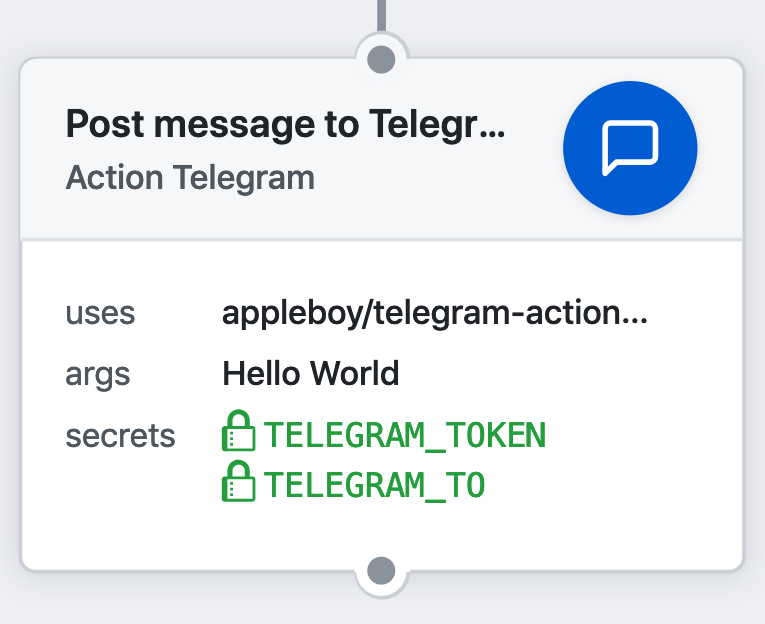 Post message to Telegr...
Action Telegram
uses appleboy/telegram-action...
args Hello World
secrets TELEGRAM_TOKEN
TELEGRAM_TO